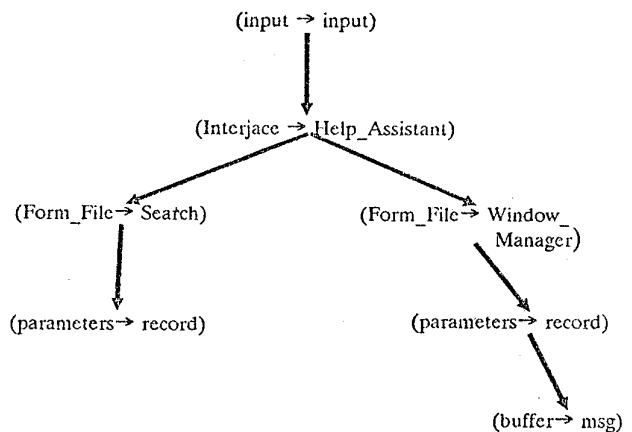 (input → input)
(Interjace → Help_Assistant)
(Form_File → Search)
(Form_File → Window_
Manager)
(parameters → record)
(parameters → record)
(buffer → msg)